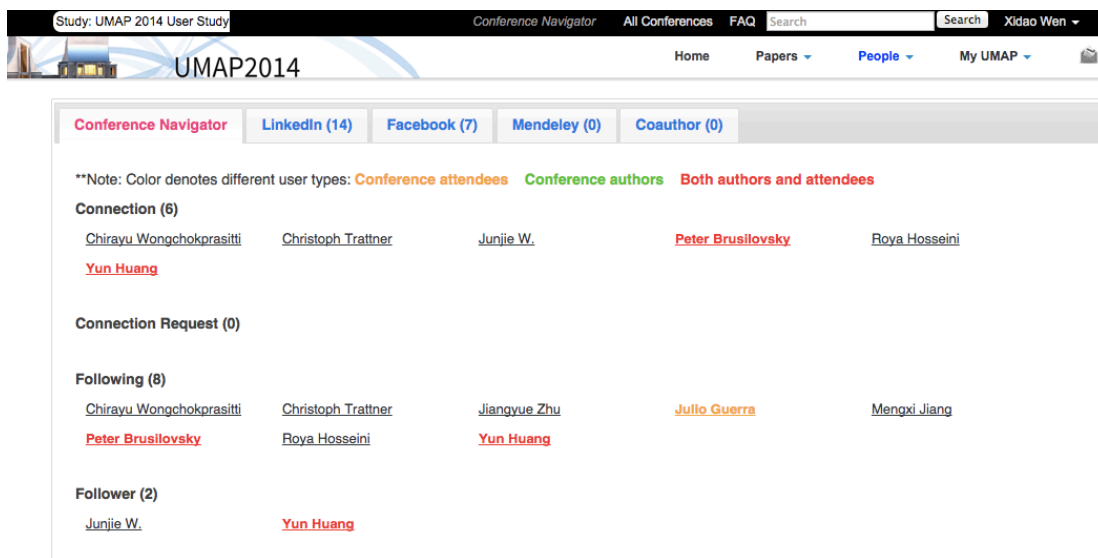 Study: UMAP 2014 User Study Conference Navigator All Conferences FAQ Search Search Xidao Wen
UMAP2014 Home Papers People My UMAP
Conference Navigator LinkedIn (14) Facebook (7) Mendeley (0) Coauthor (0)
**Note: Color denotes different user types: Conference attendees Conference authors Both authors and attendees
Connection (6)
Chirayu Wongchokprasitti Christoph Trattner Junjie W. Peter Brusilovsky Roya Hosseini
Yun Huang
Connection Request (0)
Following (8)
Chirayu Wongchokprasitti Christoph Trattner Jiangyue Zhu Julio Guerra Mengxi Jiang
Peter Brusilovsky Roya Hosseini Yun Huang
Follower (2)
Junjie W. Yun Huang